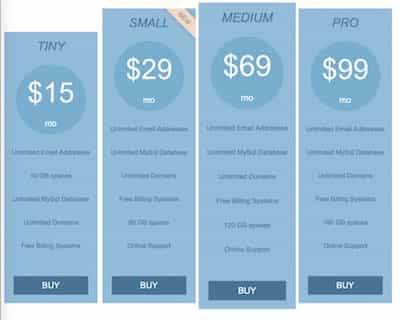 TINY
$15
mo
Unlimited Email Addresses
60 GB spaces
Unlimited MySql Database
Unlimited Domains
Free Billing Systems
BUY
SMALL
NEW
$29
mo
Unlimited Email Addresses
Unlimited MySql Database
Unlimited Domains
Free Billing Systems
GB spaces
Online Support
BUY
MEDIUM
$69
mo
Unlimited Email Addresses
Unlimited MySql Database
Unlimited Domains
Free Billing Systems
120 GB spaces
Online Support
BUY
PRO
$99
mo
Unlimited Email Addresses
Unlimited MySql Database
Unlimited Domains
Free Billing Systems
GB spaces
Online Support
BUY